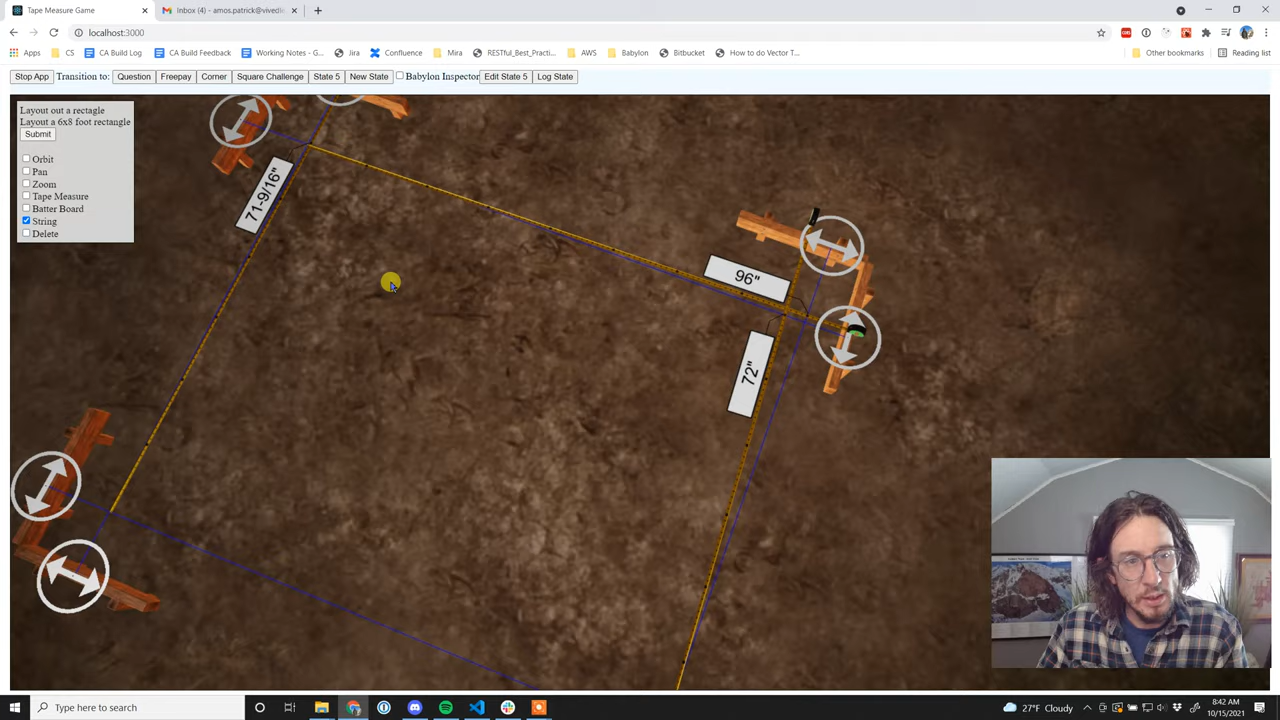 Tape Measure Game
Inbox (4) - amos.patrick@vivedle
localhost:3000
Apps
CS
CA Build Log
CA Build Feedback
Working Notes - G...
Jira
Confluence
Mira
RESTful_Best_Practi...
AWS
Babylon
Bitbucket
How to do Vector T...
Other bookmarks
Reading list
Stop App Transition to: Question Freepay Corner Square Challenge State 5 New State Babylon Inspector Edit State 5 Log State
Layout out a rectagle
Layout a 6x8 foot rectangle
Submit
Orbit
Pan
Zoom
Tape Measure
Batter Board
String
Delete
71-9/16"
96"
72"
Type here to search
27°F Cloudy
8:42 AM
10/15/2021